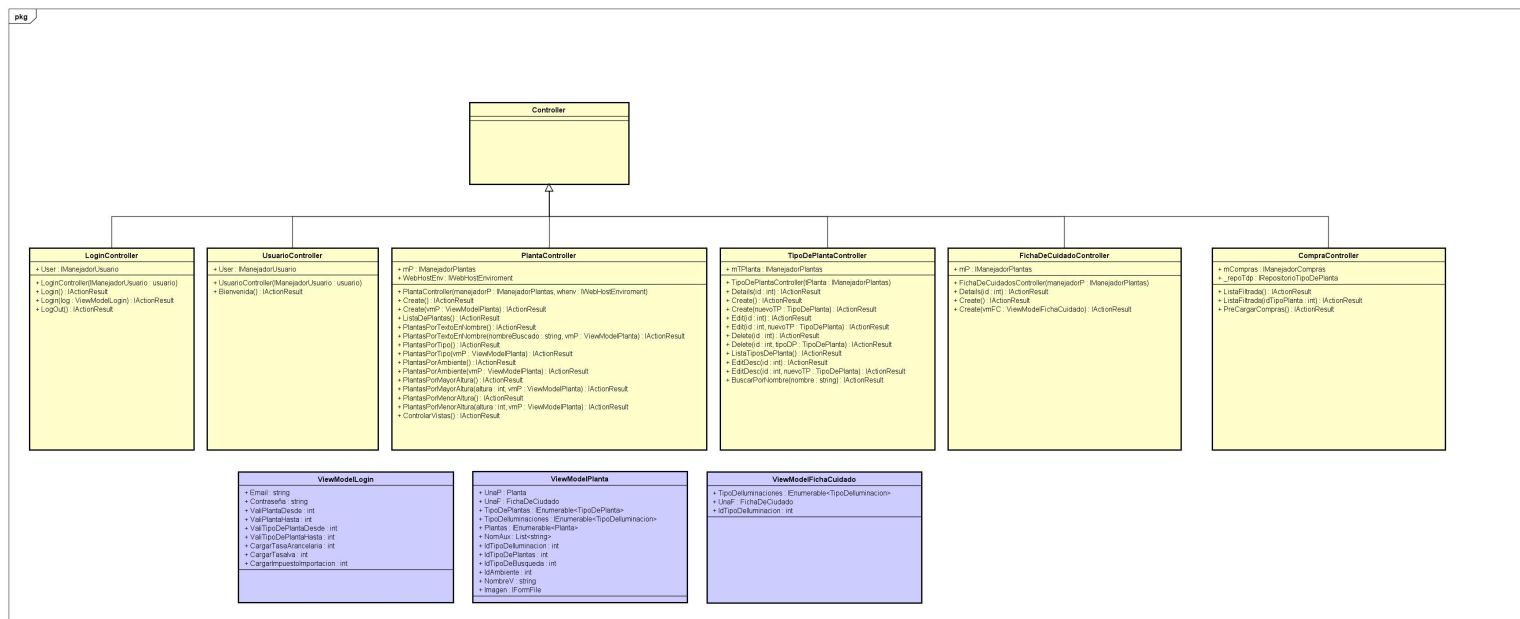 pkg
Controller
LoginController
+ User : IManejadorUsuario
+ LoginController(IManejadorUsuario : usuario)
+ Login() : IActionResult
+ Login(log : ViewModelLogin) : IActionResult
+ LogOut() : IActionResult
UsuarioController
+ User : IManejadorUsuario
+ UsuarioController(IManejadorUsuario : usuario)
+ Bienvenida() : IActionResult
PlantaController
+ mP : IManejadorPlantas
+ WebHostEnv : IWebHostEnviroment
+ PlantaController(manejadorP : IManejadorPlantas, whenv : IWebHostEnviroment)
+ Create() : IActionResult
+ Create(vmP : ViewModelPlanta) : IActionResult
+ ListaDePlantas() : IActionResult
+ PlantasPorTextoEnNombre() : IActionResult
+ PlantasPorTextoEnNombre(nombreBuscado : string, vmP : ViewModelPlanta) : IActionResult
+ PlantasPorTipo() : IActionResult
+ PlantasPorTipo(vmP : ViewModelPlanta) : IActionResult
+ PlantasPorAmbiente() : IActionResult
+ PlantasPorAmbiente(vmP : ViewModelPlanta) : IActionResult
+ PlantasPorMayorAltura() : IActionResult
+ PlantasPorMayorAltura(altura : int, vmP : ViewModelPlanta) : IActionResult
+ PlantasPorMenorAltura() : IActionResult
+ PlantasPorMenorAltura(altura : int, vmP : ViewModelPlanta) : IActionResult
+ ControlarVistas() : IActionResult
TipoDePlantaController
+ mTPlanta : IManejadorPlantas
+ TipoDePlantaController(tPlanta : IManejadorPlantas)
+ Details(id : int) : IActionResult
+ Create() : IActionResult
+ Create(nuevoTP : TipoDePlanta) : IActionResult
+ Edit(id : int) : IActionResult
+ Edit(id : int, nuevoTP : TipoDePlanta) : IActionResult
+ Delete(id : int) : IActionResult
+ Delete(id : int, tipoDP : TipoDePlanta) : IActionResult
+ ListaTiposDePlanta() : IActionResult
+ EditDesc(id : int) : IActionResult
+ EditDesc(id : int, nuevoTP : TipoDePlanta) : IActionResult
+ BuscarPorNombre(nombre : string) : IActionResult
FichaDeCuidadoController
+ mP : IManejadorPlantas
+ FichaDeCuidadosController(manejadorP : IManejadorPlantas)
+ Details(id : int) : IActionResult
+ Create() : IActionResult
+ Create(vmFC : ViewModelFichaCuidado) : IActionResult
CompraController
+ mCompras : IManejadorCompras
+ _repoTdp : IRepositorioTipoDePlanta
+ ListaFiltrada() : IActionResult
+ ListaFiltrada(idTipoPlanta : int) : IActionResult
+ PreCargarCompras() : IActionResult
ViewModelLogin
+ Email : string
+ Contraseña : string
+ ValiPlantaDesde : int
+ ValiPlantaHasta : int
+ ValiTipoDePlantaDesde : int
+ ValiTipoDePlantaHasta : int
+ CargarTasaArancelaria : int
+ CargarTasaIva : int
+ CargarImpuestoImportacion : int
ViewModelPlanta
+ UnaP : Planta
+ UnaF : FichaDeCiudado
+ TipoDePlantas : IEnumerable<TipoDePlanta>
+ TipoDeIluminaciones : IEnumerable<TipoDeIluminacion>
+ Plantas : IEnumerable<Planta>
+ NomAux : List<string>
+ IdTipoDeIluminacion : int
+ IdTipoDePlantas : int
+ IdTipoDeBusqueda : int
+ IdAmbiente : int
+ NombreV : string
+ Imagen : IFormFile
ViewModelFichaCuidado
+ TipoDeIluminaciones : IEnumerable<TipoDeIluminacion>
+ UnaF : FichaDeCiudado
+ IdTipoDeIluminacion : int